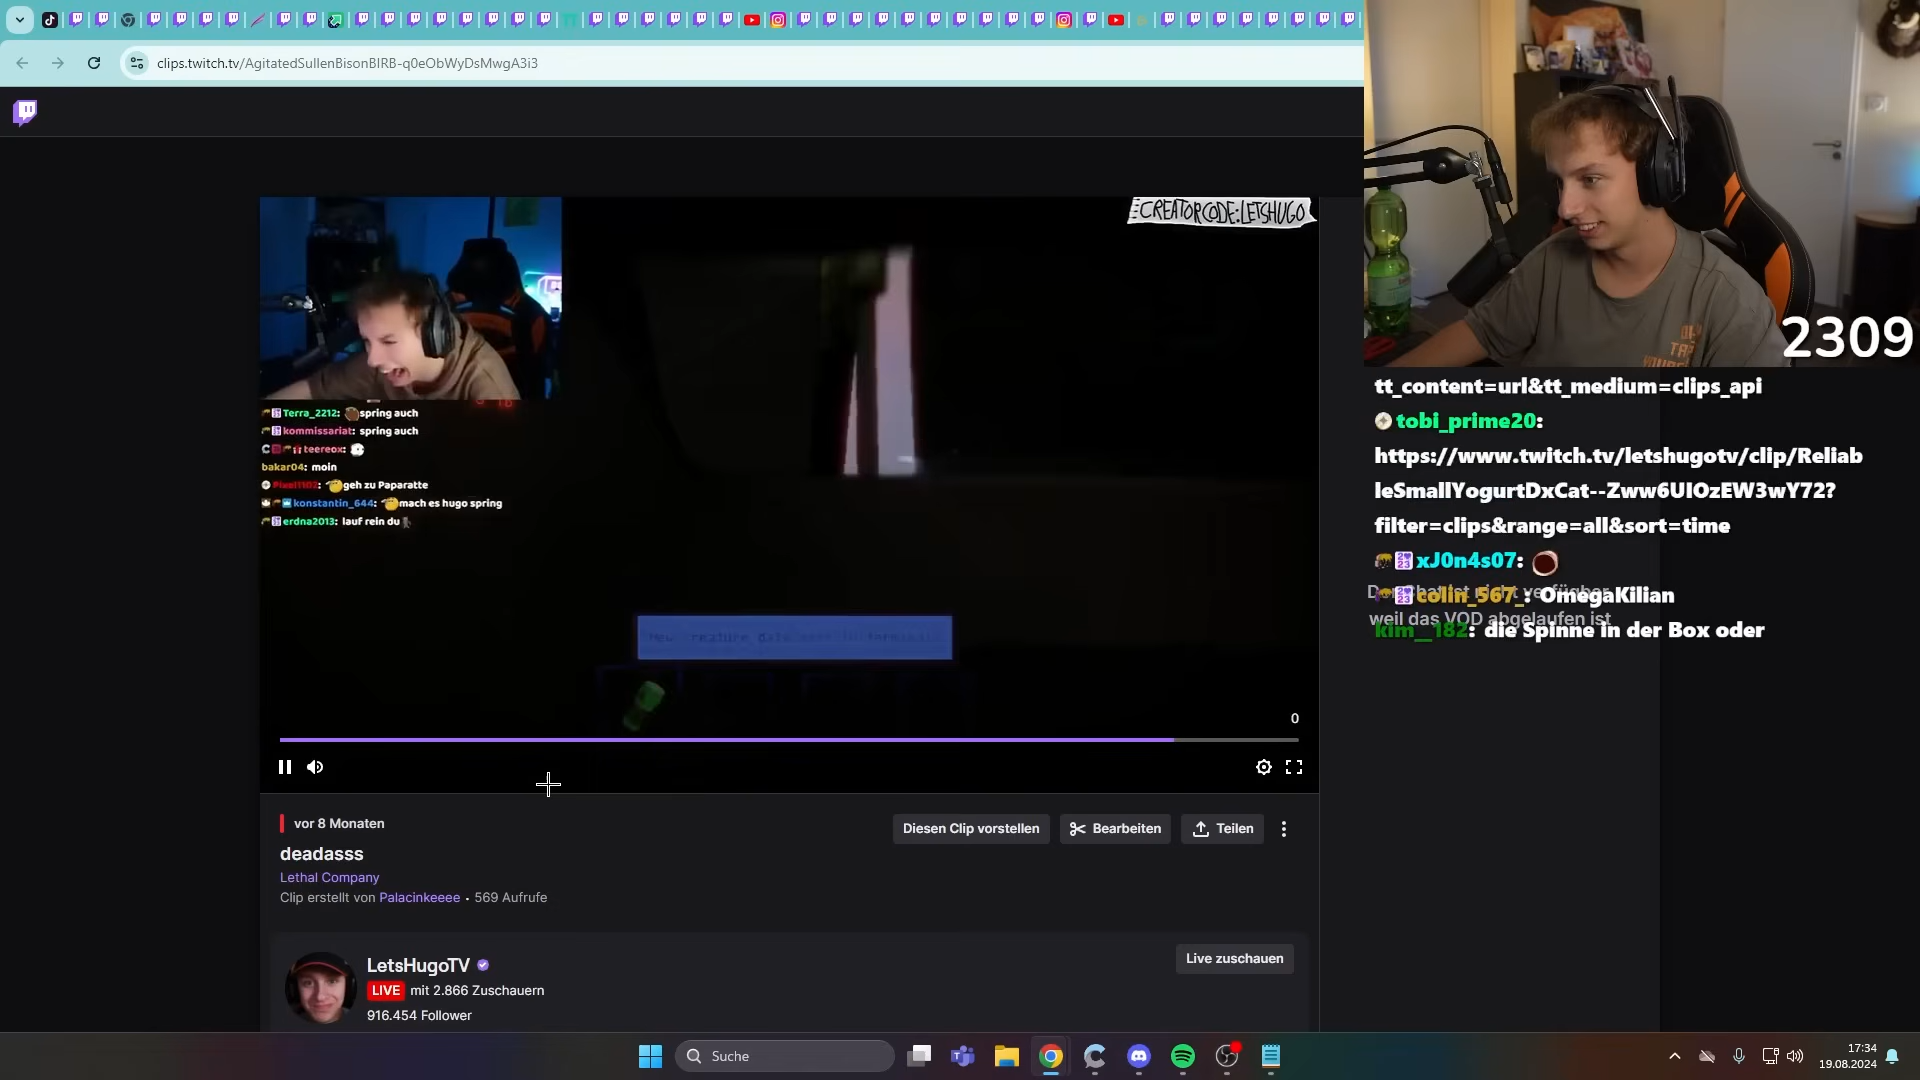 clips.twitch.tv/AgitatedSullenBisonBIRB-q0eObWyDsMwgA3i3
CREATORCODE:LETSHUGO
Terra_2212: spring auch
kommissariat: spring auch
teereox:
bakar04: moin
Pixel1102: geh zu Paparatte
konstantin_644: mach es hugo spring
erdna2013: lauf rein du
0
vor 8 Monaten
Diesen Clip vorstellen
Bearbeiten
Teilen
deadasss
Lethal Company
Clip erstellt von Palacinkeeee • 569 Aufrufe
LetsHugoTV
LIVE mit 2.866 Zuschauern
916.454 Follower
Live zuschauen
2309
tt_content=url&tt_medium=clips_api
tobi_prime20:
https://www.twitch.tv/letshugotv/clip/Reliab
leSmallYogurtDxCat--Zww6UIOzEW3wY72?
filter=clips&range=all&sort=time
xJ0n4s07:
colin_567_: OmegaKilian
weil das VOD abgelaufen ist
kim__182: die Spinne in der Box oder
Suche
17:34
19.08.2024